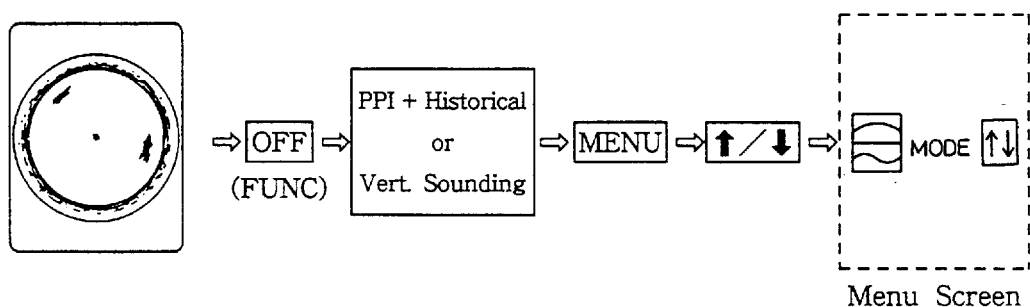 OFF
(FUNC)
PPI + Historical
or
Vert. Sounding
MENU
↑/↓
MODE ↑↓
Menu Screen